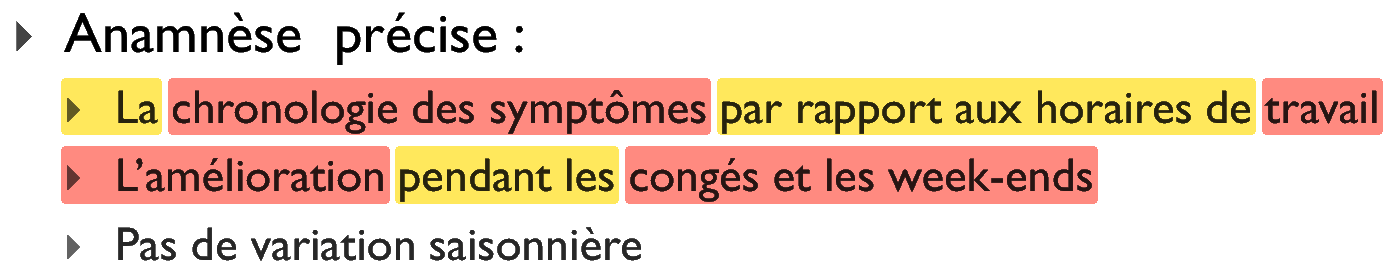 Anamnèse précise :
La chronologie des symptômes par rapport aux horaires de travail
L’amélioration pendant les congés et les week-ends
Pas de variation saisonnière